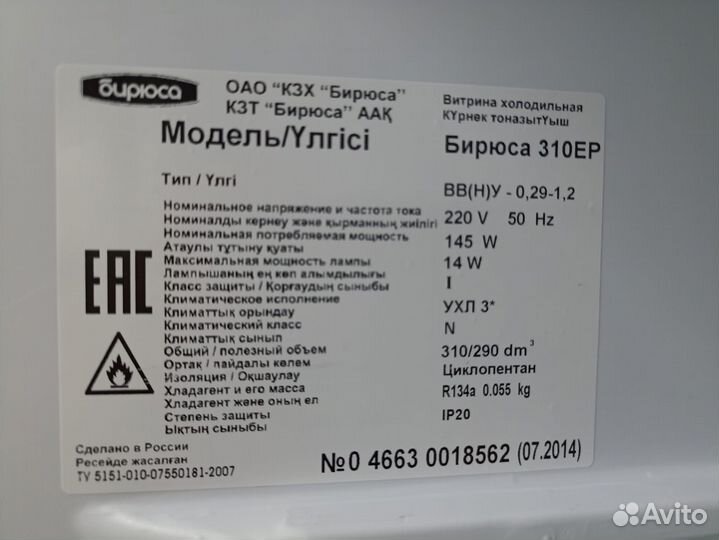 бирюса
ОАО “КЗХ “Бирюса”
КЗТ “Бирюса” ААҚ
Витрина холодильная
КҮрнек тоназытҰыш
Модель/Үлгісі
Бирюса 310ЕР
Тип / Үлгі
ВВ(Н)У - 0,29-1,2
Номинальное напряжение и частота тока
Номиналды кернеу және қырманның жиілігі
220 V 50 Hz
Номинальная потребляемая мощность
Атаулы тұтыну қуаты
145 W
Максимальная мощность лампы
Лампышаның ең көп алымдылығы
14 W
Класс защиты / Қорғаудың сыныбы
I
Климатическое исполнение
Климаттық орындау
УХЛ 3*
Климатический класс
Климаттық сынып
N
Общий / полезный объем
Ортақ / пайдалы көлем
310/290 dm³
Изоляция / Оқшаулау
Циклопентан
Хладагент и его масса
Хладагент және оның ел
R134a 0.055 kg
Степень защиты
Ықтың сыныбы
IP20
ЕАС
Сделано в России
Ресейде жасалған
ТУ 5151-010-07550181-2007
№0 4663 0018562 (07.2014)
Avito